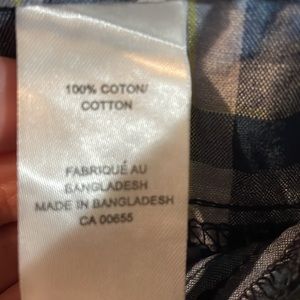 100% COTON/
COTTON
FABRIQUÉ AU
BANGLADESH
MADE IN BANGLADESH
CA 00655